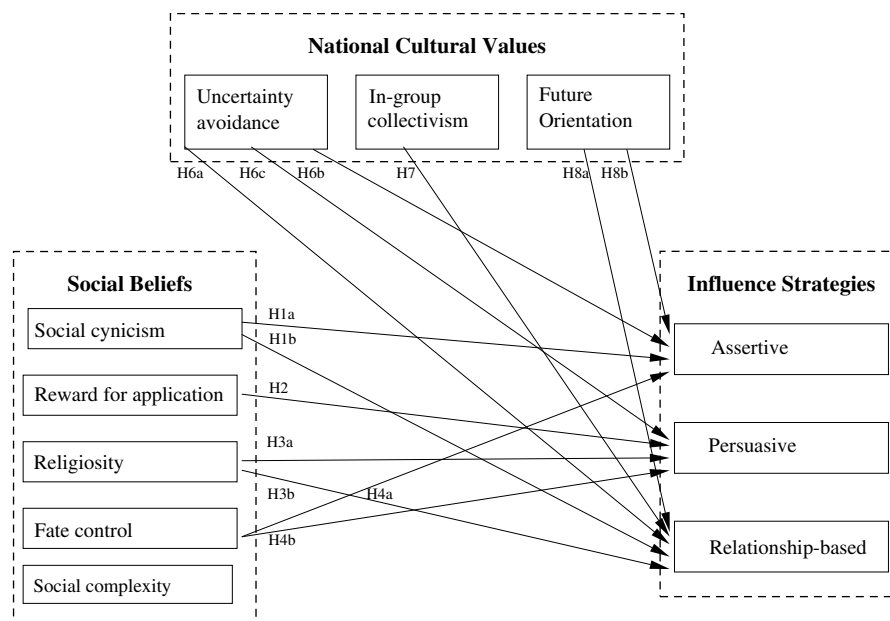 National Cultural Values
Uncertainty
avoidance
In-group
collectivism
Future
Orientation
H6a
H6c
H6b
H7
H8a
H8b
Social Beliefs
Social cynicism
Reward for application
Religiosity
Fate control
Social complexity
H1a
H1b
H2
H3a
H3b
H4a
H4b
Influence Strategies
Assertive
Persuasive
Relationship-based